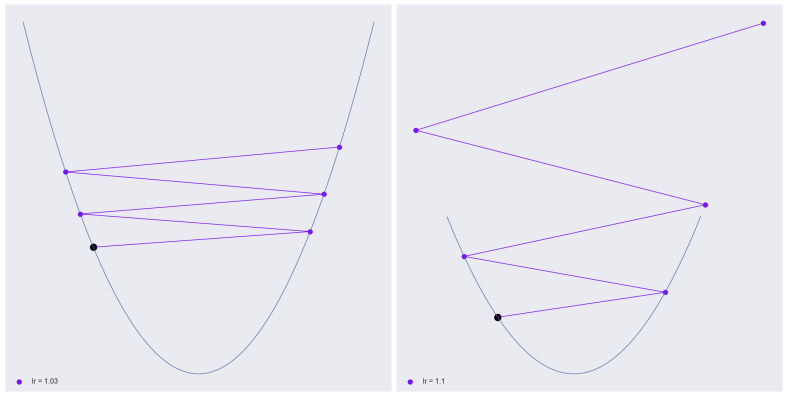 lr = 1.03
lr = 1.1